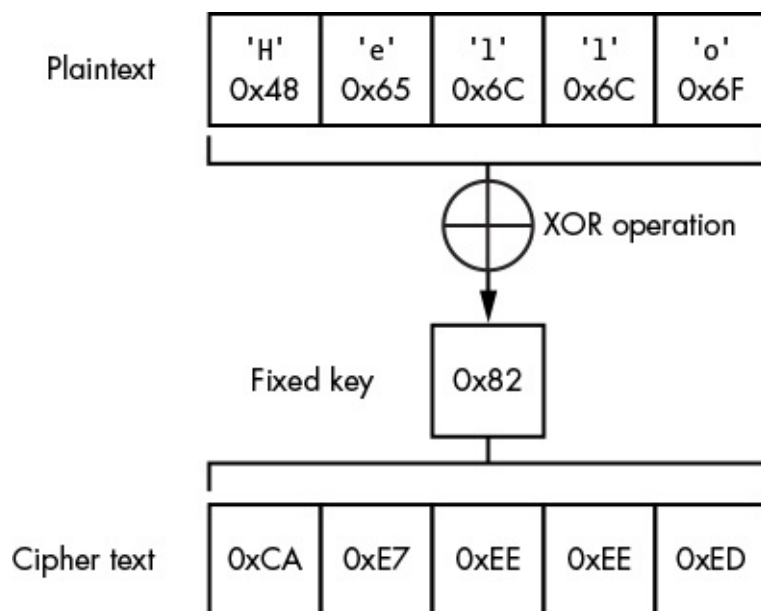 Plaintext 'H' 'e' 'l' 'l' 'o'
0x48 0x65 0x6C 0x6C 0x6F
XOR operation
Fixed key 0x82
Cipher text 0xCA 0xE7 0xEE 0xEE 0xED